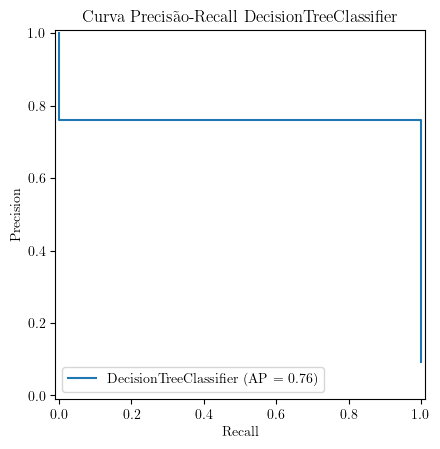 Curva Precisão-Recall DecisionTreeClassifier
1.0
0.8
0.6
0.4
0.2
0.0
Precision
DecisionTreeClassifier (AP = 0.76)
0.0 0.2 0.4 0.6 0.8 1.0
Recall